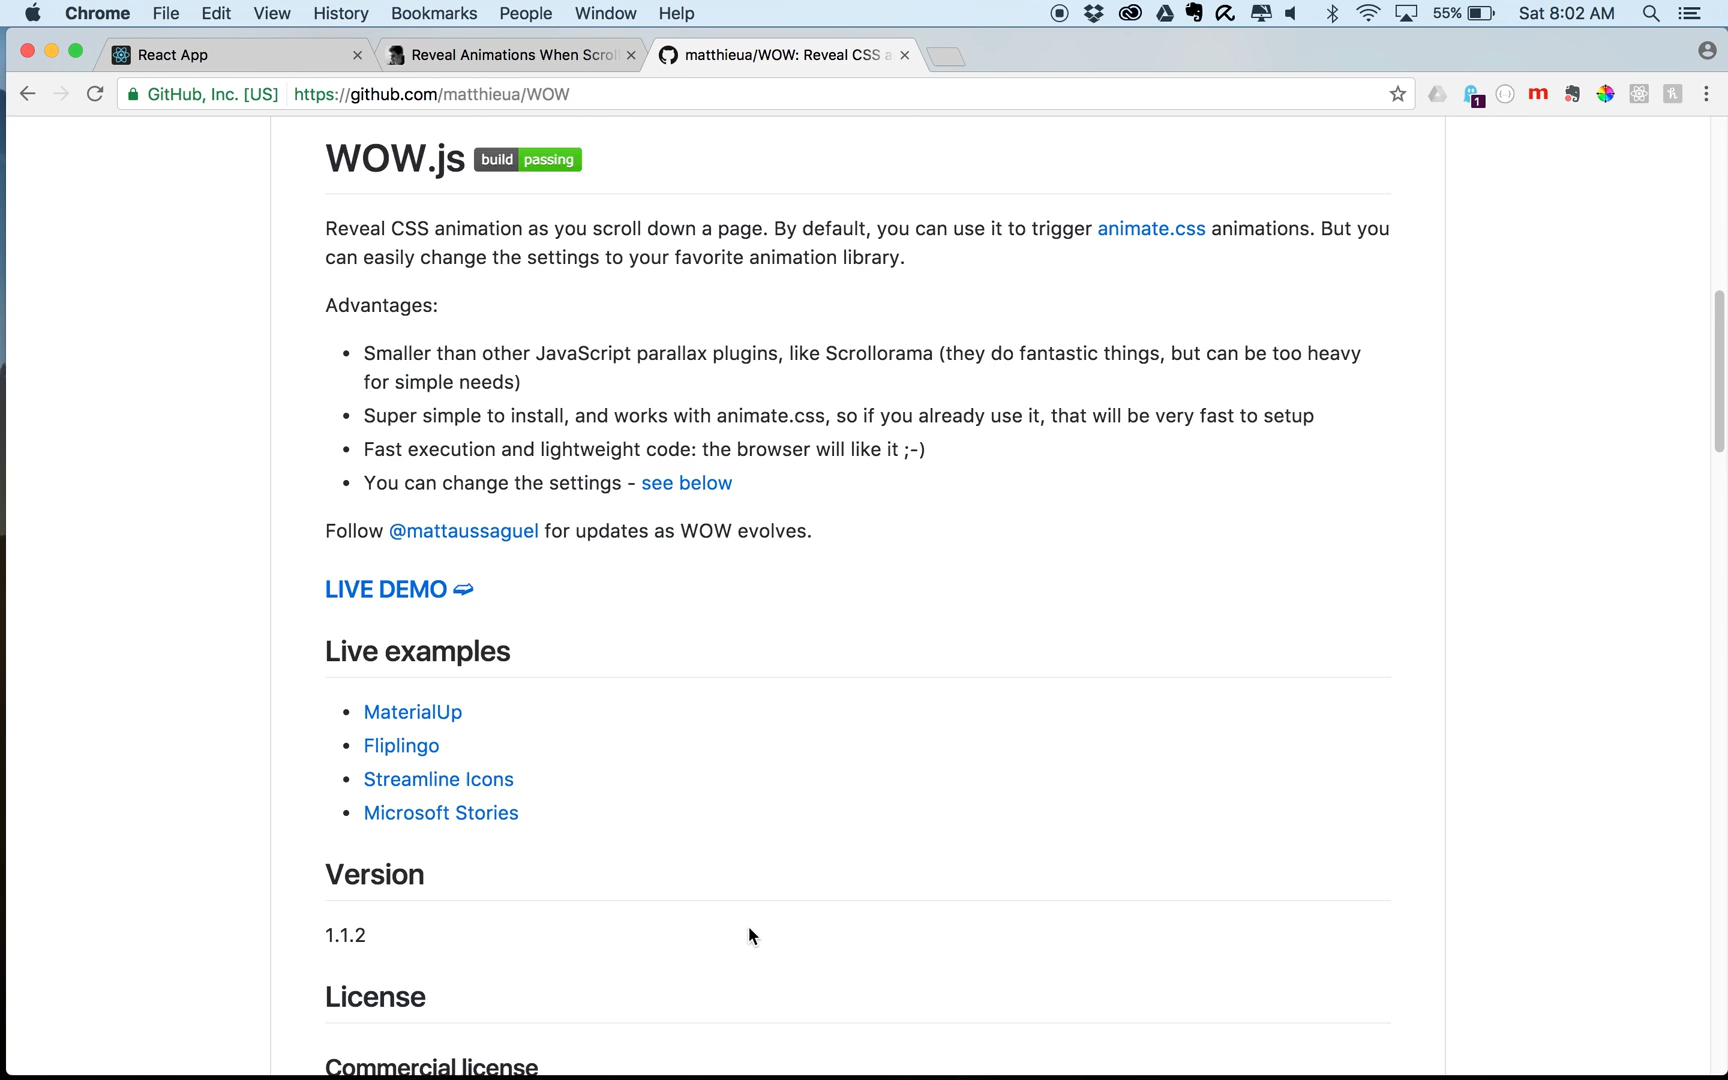 Chrome File Edit View History Bookmarks People Window Help 55% Sat 8:02 AM
React App Reveal Animations When Scrol matthieua/WOW: Reveal CSS a
GitHub, Inc. [US] https://github.com/matthieua/WOW 1 m h
WOW.js build passing
Reveal CSS animation as you scroll down a page. By default, you can use it to trigger animate.css animations. But you
can easily change the settings to your favorite animation library.
Advantages:
• Smaller than other JavaScript parallax plugins, like Scrollorama (they do fantastic things, but can be too heavy
for simple needs)
• Super simple to install, and works with animate.css, so if you already use it, that will be very fast to setup
• Fast execution and lightweight code: the browser will like it ;-)
• You can change the settings - see below
Follow @mattaussaguel for updates as WOW evolves.
LIVE DEMO ➫
Live examples
• MaterialUp
• Fliplingo
• Streamline Icons
• Microsoft Stories
Version
1.1.2
License
Commercial license